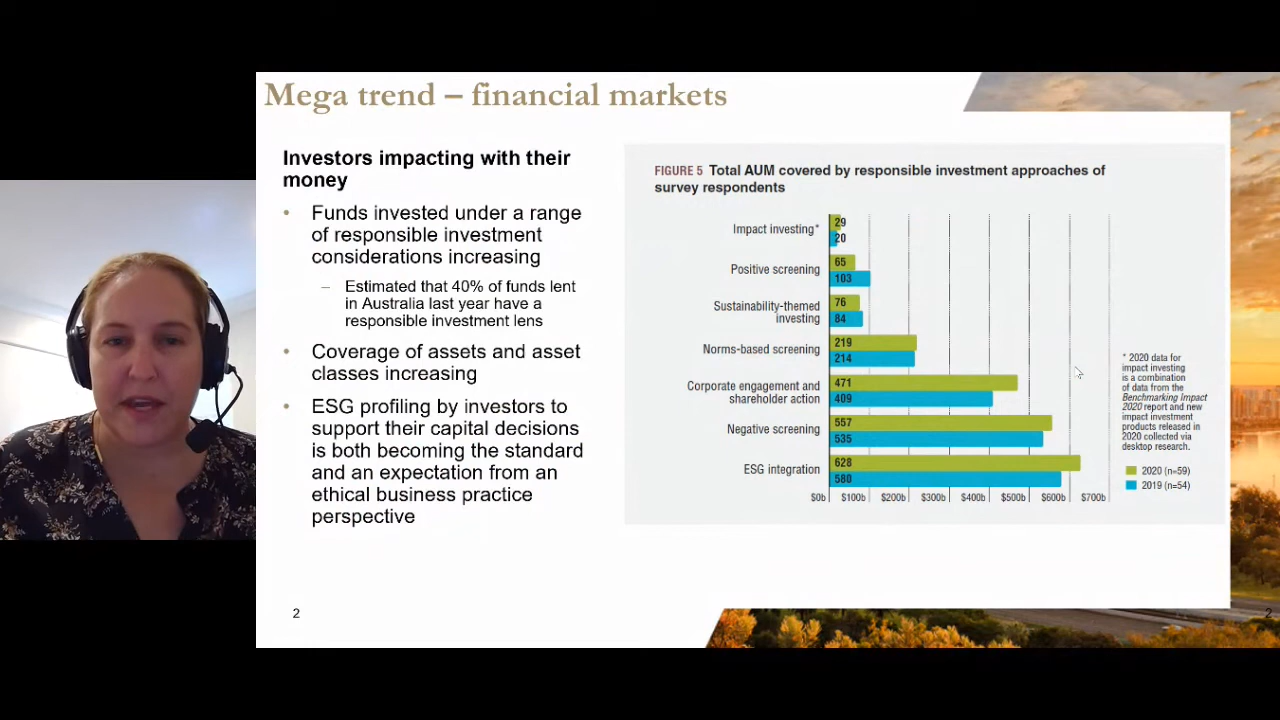 Mega trend – financial markets
Investors impacting with their
money
• Funds invested under a range
of responsible investment
considerations increasing
– Estimated that 40% of funds lent
in Australia last year have a
responsible investment lens
• Coverage of assets and asset
classes increasing
• ESG profiling by investors to
support their capital decisions
is both becoming the standard
and an expectation from an
ethical business practice
perspective
2
FIGURE 5 Total AUM covered by responsible investment approaches of
survey respondents
Impact investing*
29
20
Positive screening
65
103
Sustainability-themed
investing
76
84
Norms-based screening
219
214
Corporate engagement and
shareholder action
471
409
Negative screening
557
535
ESG integration
628
580
$0b $100b $200b $300b $400b $500b $600b $700b
* 2020 data for
impact investing
is a combination
of data from the
Benchmarking Impact
2020 report and new
impact investment
products released in
2020 collected via
desktop research.
2020 (n=59)
2019 (n=54)
2